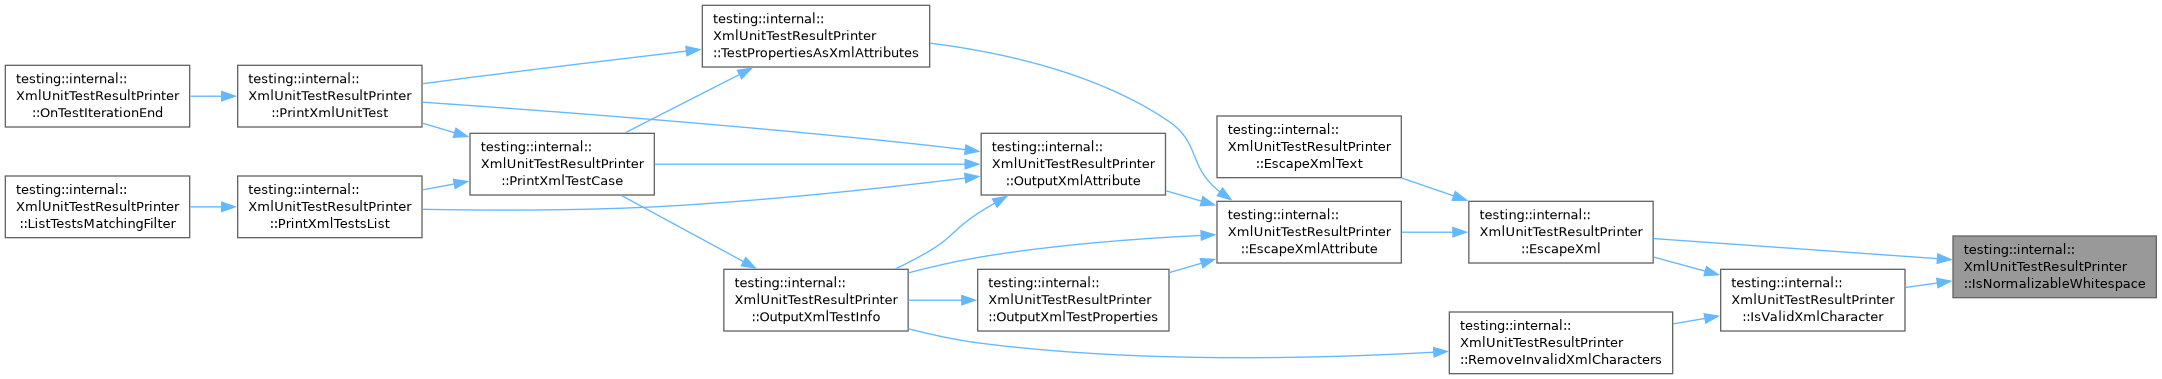 testing::internal::
XmlUnitTestResultPrinter
::OnTestIterationEnd
testing::internal::
XmlUnitTestResultPrinter
::ListTestsMatchingFilter
testing::internal::
XmlUnitTestResultPrinter
::PrintXmlUnitTest
testing::internal::
XmlUnitTestResultPrinter
::PrintXmlTestsList
testing::internal::
XmlUnitTestResultPrinter
::PrintXmlTestCase
testing::internal::
XmlUnitTestResultPrinter
::TestPropertiesAsXmlAttributes
testing::internal::
XmlUnitTestResultPrinter
::OutputXmlTestInfo
testing::internal::
XmlUnitTestResultPrinter
::OutputXmlAttribute
testing::internal::
XmlUnitTestResultPrinter
::OutputXmlTestProperties
testing::internal::
XmlUnitTestResultPrinter
::EscapeXmlText
testing::internal::
XmlUnitTestResultPrinter
::EscapeXmlAttribute
testing::internal::
XmlUnitTestResultPrinter
::EscapeXml
testing::internal::
XmlUnitTestResultPrinter
::RemoveInvalidXmlCharacters
testing::internal::
XmlUnitTestResultPrinter
::IsValidXmlCharacter
testing::internal::
XmlUnitTestResultPrinter
::IsNormalizableWhitespace